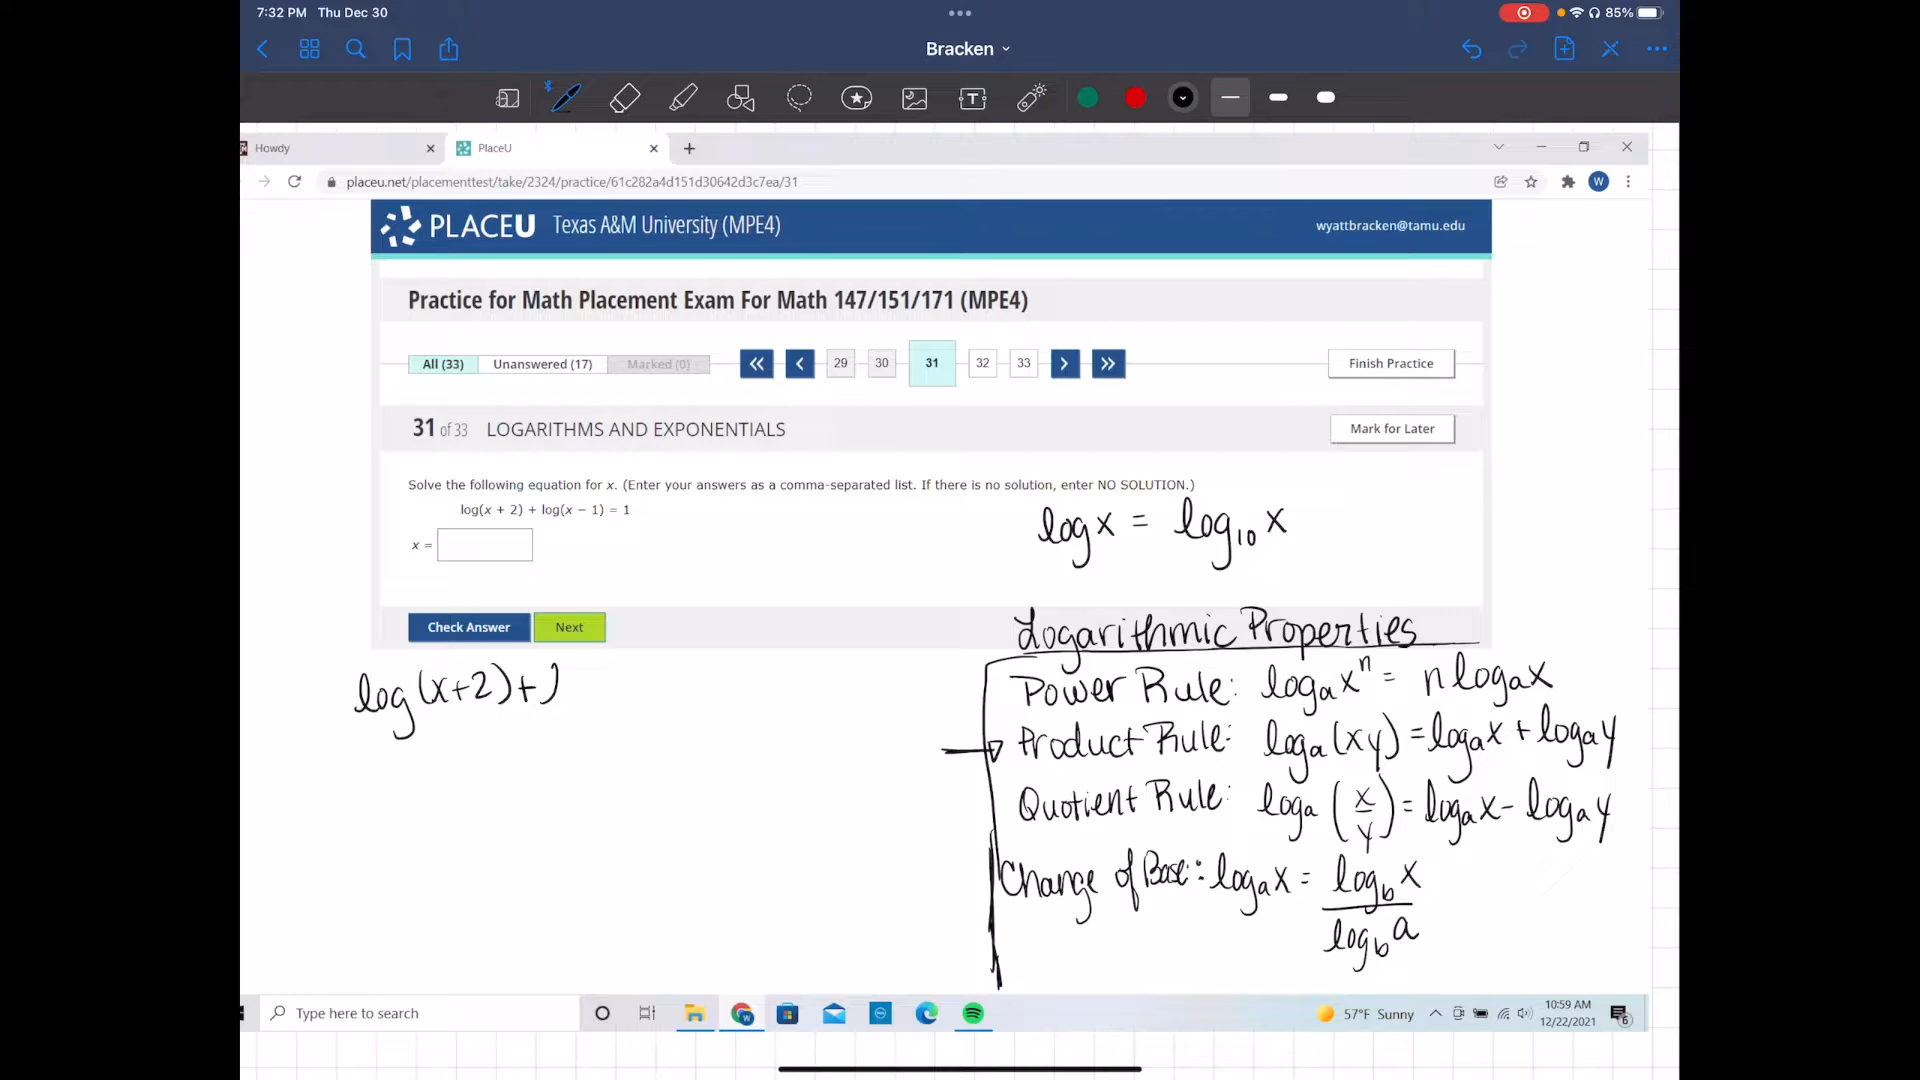 7:32 PM Thu Dec 30
85%
Bracken
Howdy
PlaceU
placeu.net/placementtest/take/2324/practice/61c282a4d151d30642d3c7ea/31
W
PLACEU Texas A&M University (MPE4)
wyattbracken@tamu.edu
Practice for Math Placement Exam For Math 147/151/171 (MPE4)
All (33) Unanswered (17) Marked (0) « < 29 30 31 32 33 > » Finish Practice
31 of 33 LOGARITHMS AND EXPONENTIALS
Mark for Later
Solve the following equation for x. (Enter your answers as a comma-separated list. If there is no solution, enter NO SOLUTION.)
log(x + 2) + log(x − 1) = 1
x =
log x = log₁₀ x
Check Answer Next
Logarithmic Properties
log(x+2)+
Power Rule: logₐxⁿ = n logₐx
Product Rule: logₐ(xy) = logₐx + logₐy
Quotient Rule: logₐ(x/y) = logₐx - logₐy
Change of Base: logₐx = log_b x / log_b a
Type here to search
57°F Sunny
10:59 AM
12/22/2021
6